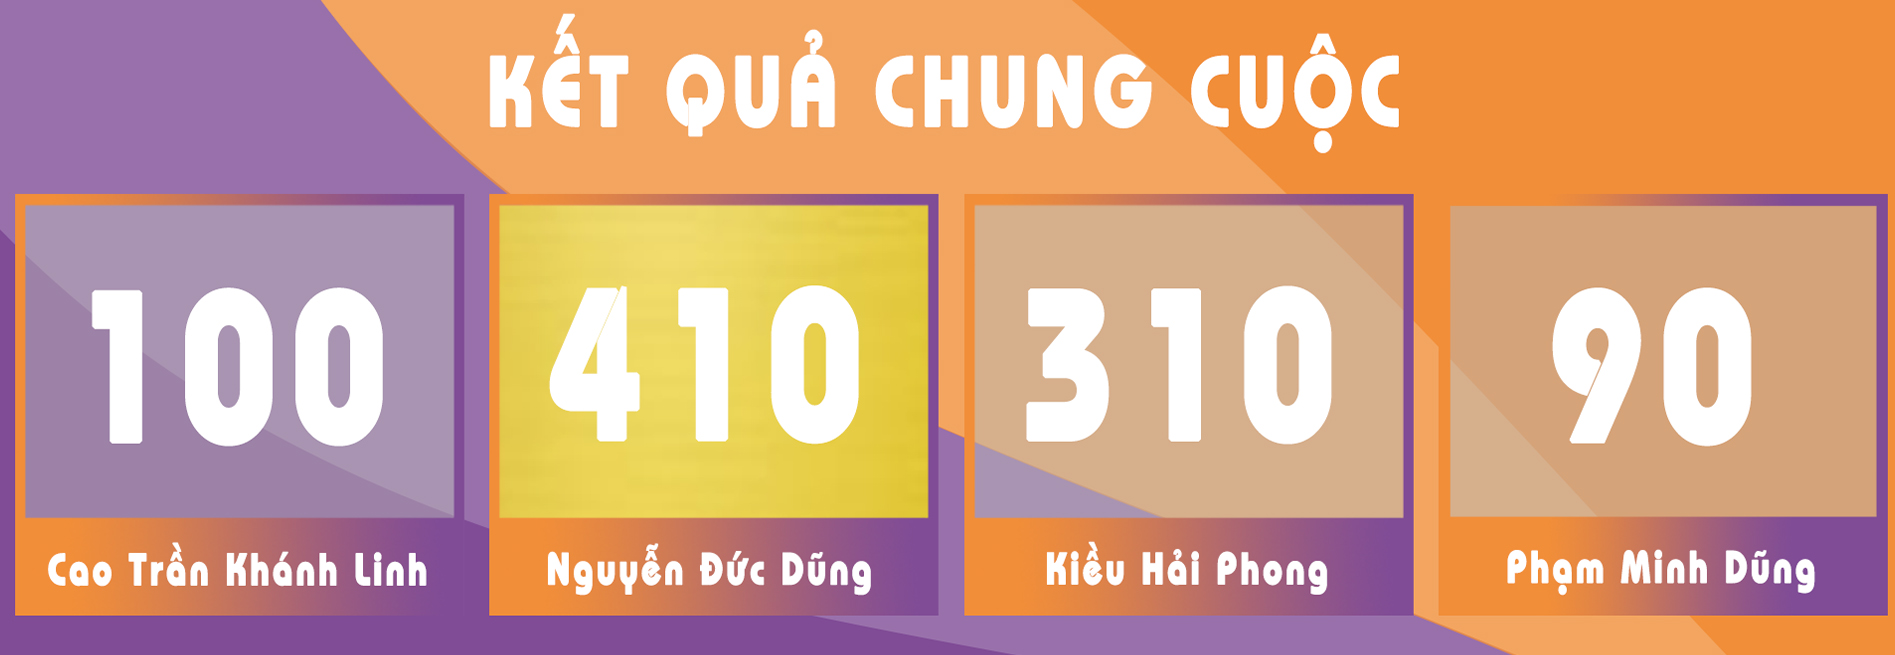 KẾT QUẢ CHUNG CUỘC
100 410 310 90
Cao Trần Khánh Linh Nguyễn Đức Dũng Kiều Hải Phong Phạm Minh Dũng